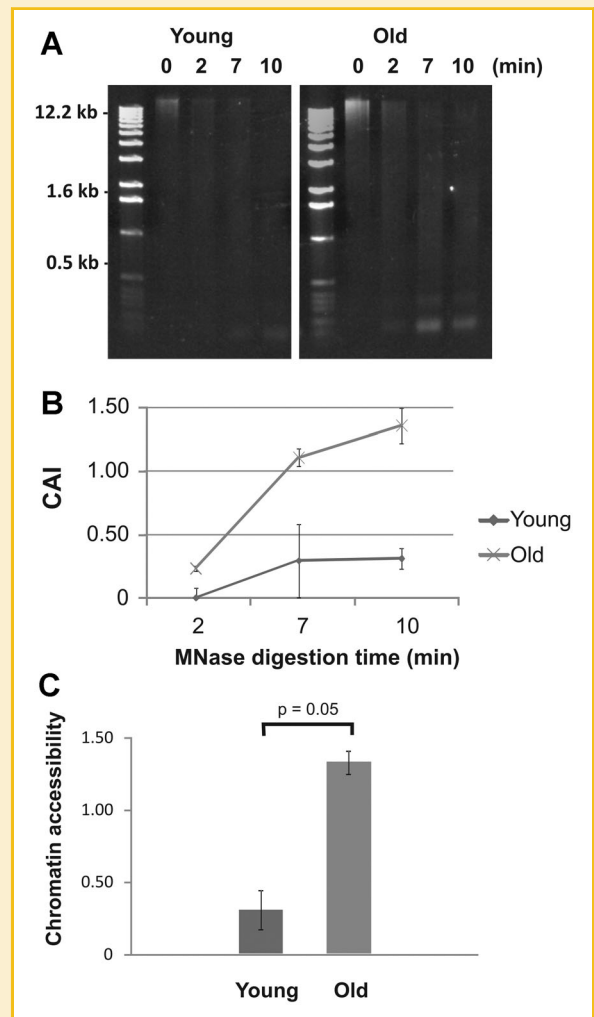 A
Young Old
0 2 7 10 0 2 7 10 (min)
12.2 kb
1.6 kb
0.5 kb
B
1.50
1.00
0.50
0
CAI
Young
Old
2 7 10
MNase digestion time (min)
C
p = 0.05
1.50
1.00
0.50
0
Chromatin accessibility
Young Old